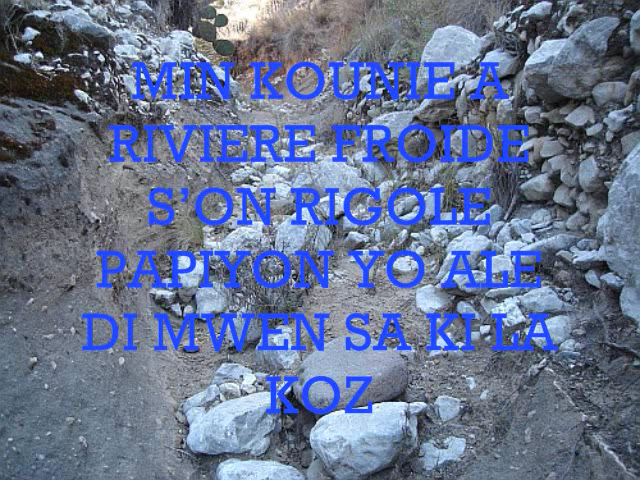 MIN KOUNIE A
RIVIERE FROIDE
S'ON RIGOLE
PAPIYON YO ALE
DI MWEN SA KI LA
KOZ